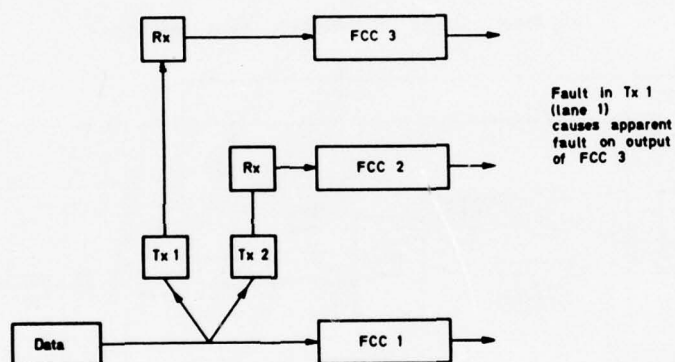 Rx
FCC 3
Fault in Tx 1
(lane 1)
causes apparent
fault on output
of FCC 3
Rx
FCC 2
Tx 1
Tx 2
Data
FCC 1